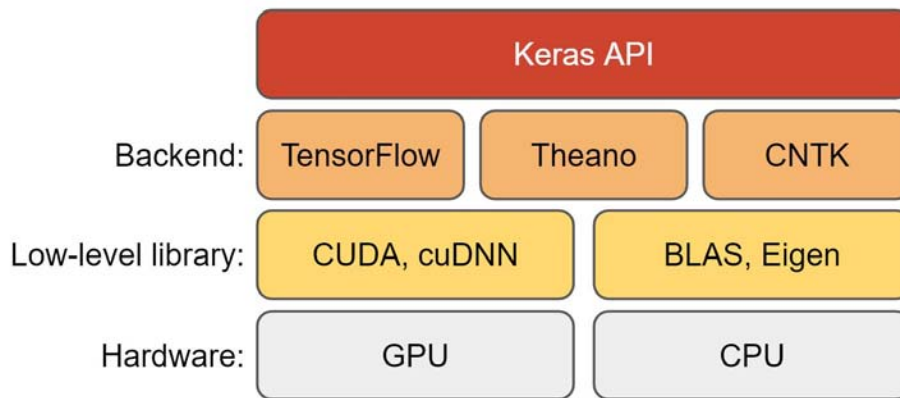 Keras API
Backend: TensorFlow Theano CNTK
Low-level library: CUDA, cuDNN BLAS, Eigen
Hardware: GPU CPU